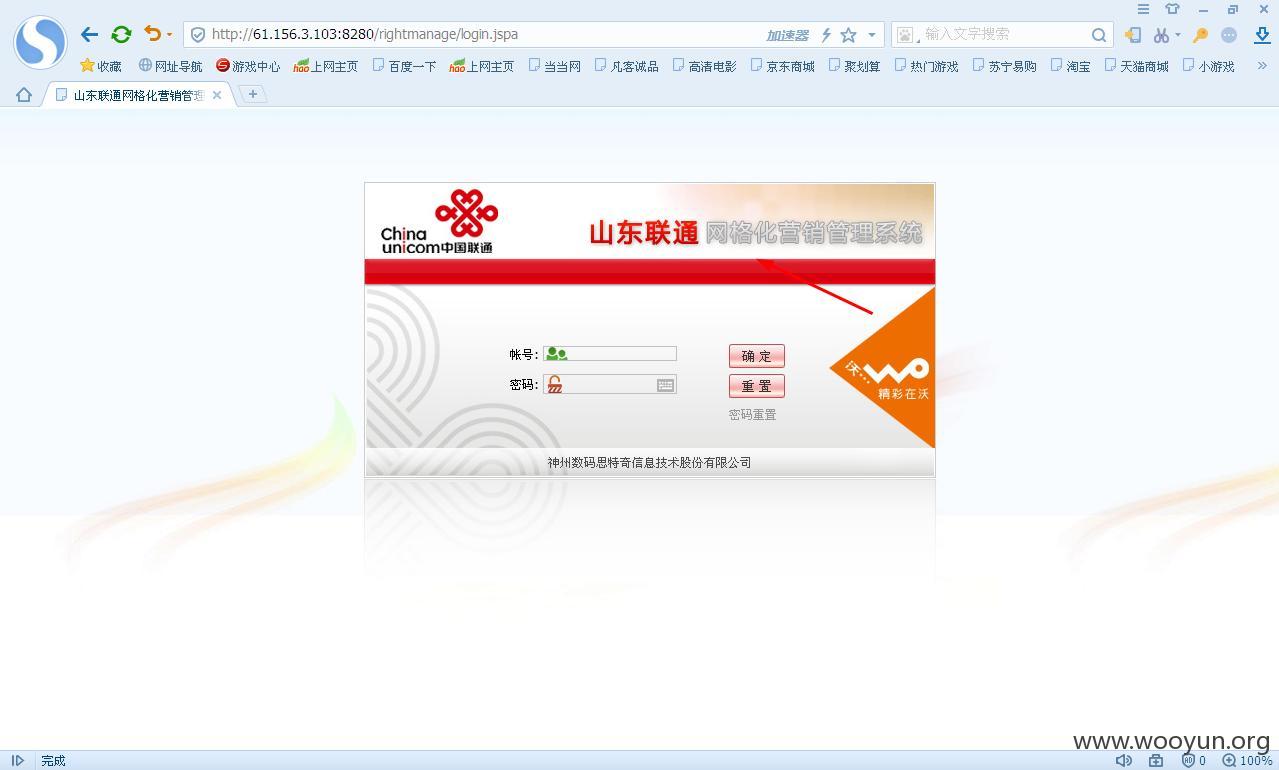 http://61.156.3.103:8280/rightmanage/login.jspa
加速器
输入文字搜索
收藏
网址导航
游戏中心
hao 上网主页
百度一下
hao 上网主页
当当网
凡客诚品
高清电影
京东商城
聚划算
热门游戏
苏宁易购
淘宝
天猫商城
小游戏
山东联通网格化营销管理
China
unicom中国联通
山东联通 网格化营销管理系统
帐号:
确 定
密码:
重 置
密码重置
沃...
精彩在沃
神州数码思特奇信息技术股份有限公司
www.wooyun.org
完成
0
100%